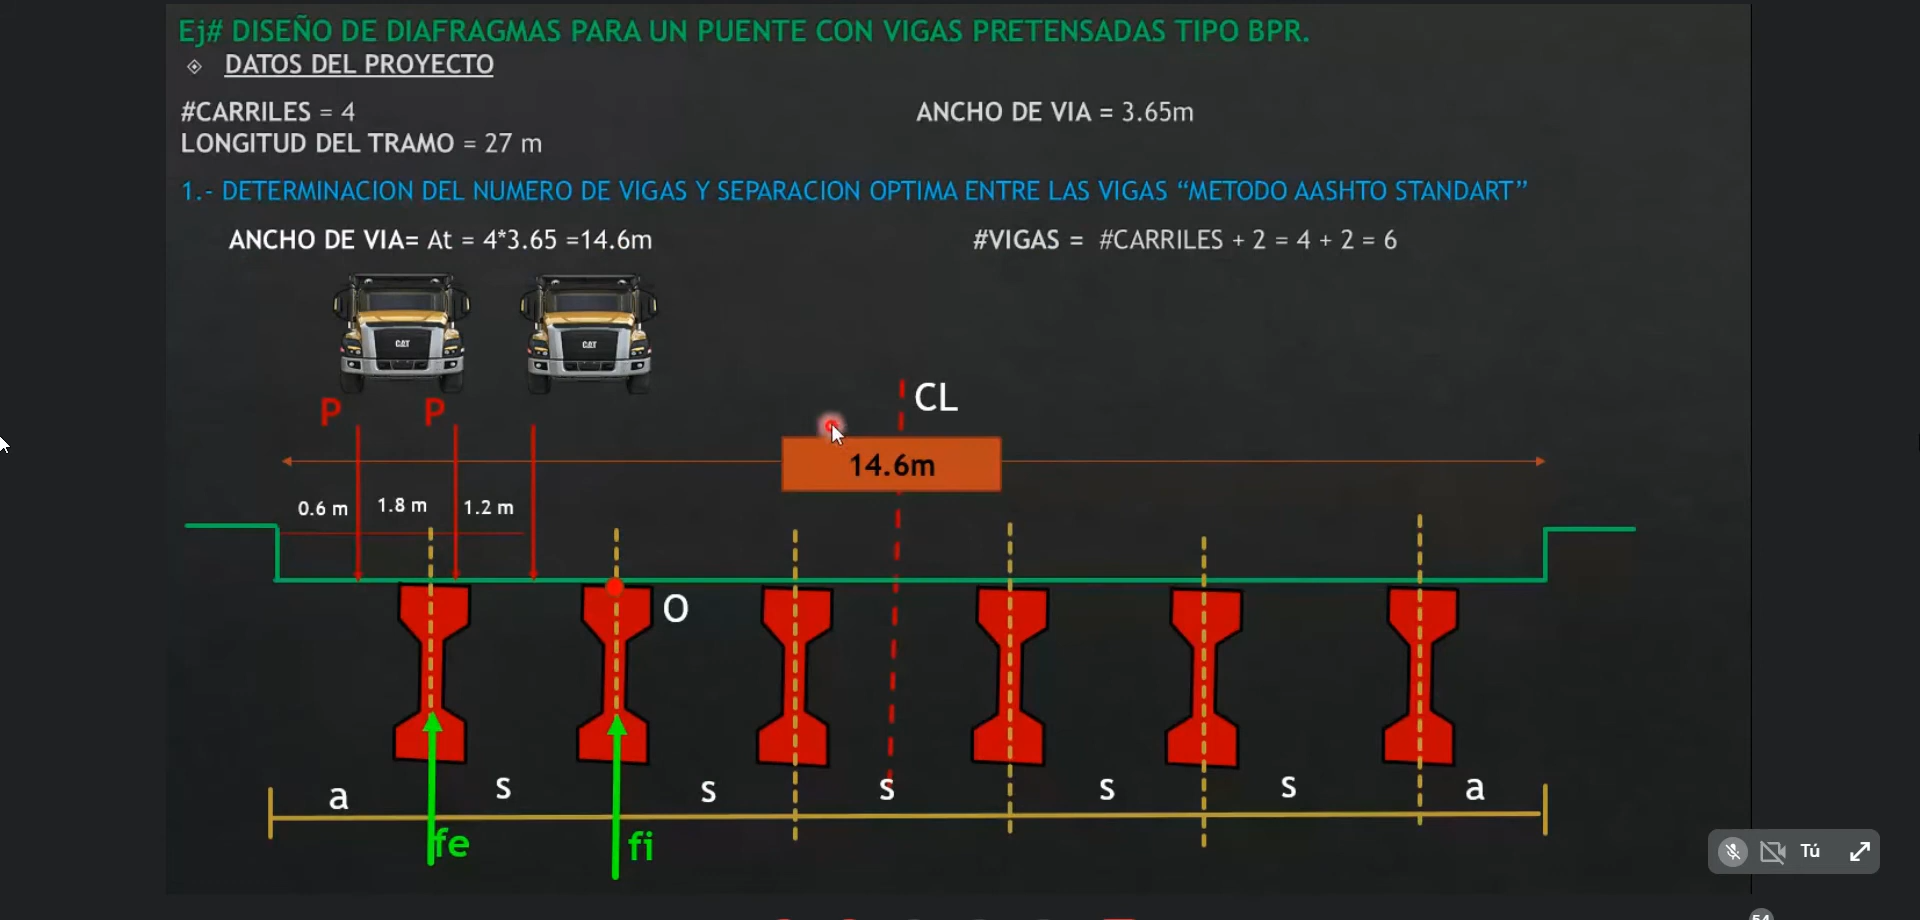 Ej# DISEÑO DE DIAFRAGMAS PARA UN PUENTE CON VIGAS PRETENSADAS TIPO BPR.
DATOS DEL PROYECTO
#CARRILES = 4
ANCHO DE VIA = 3.65m
LONGITUD DEL TRAMO = 27 m
1.- DETERMINACION DEL NUMERO DE VIGAS Y SEPARACION OPTIMA ENTRE LAS VIGAS “METODO AASHTO STANDART”
ANCHO DE VIA= At = 4*3.65 =14.6m
#VIGAS = #CARRILES + 2 = 4 + 2 = 6
CAT CAT
P P
CL
14.6m
0.6 m 1.8 m 1.2 m
O
a s s s s s a
fe fi
Tú
54